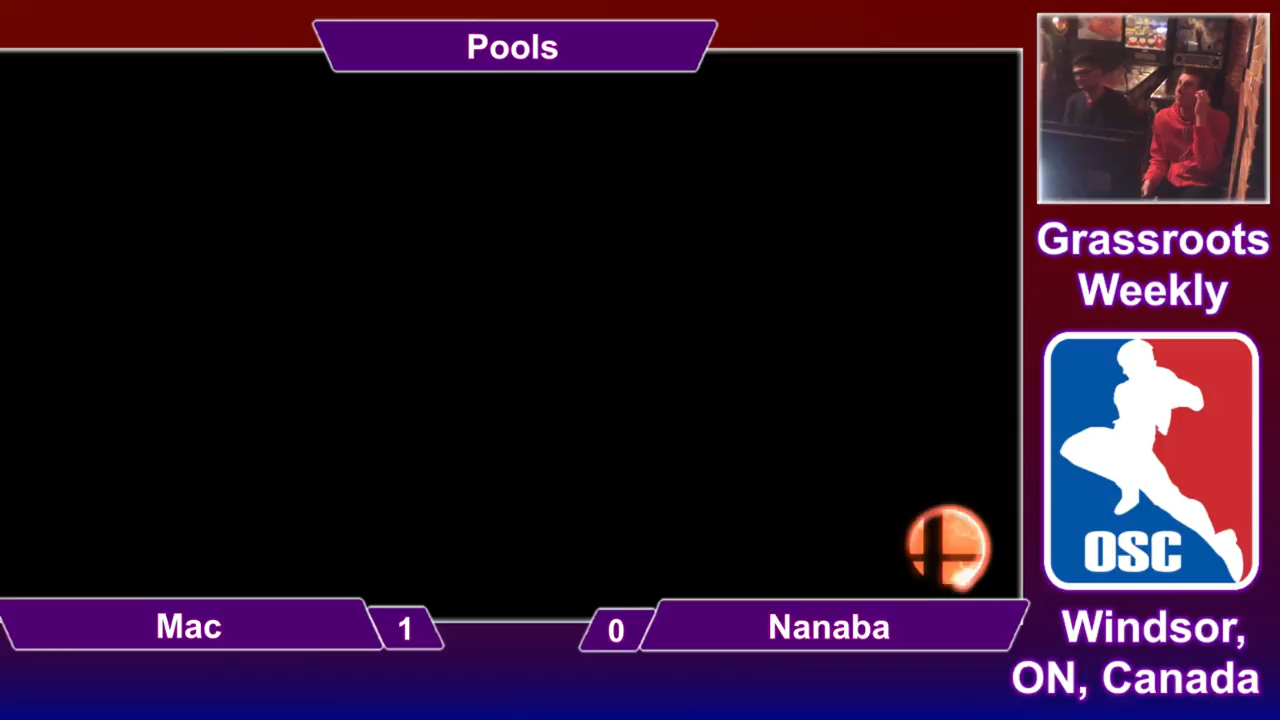 Pools
Grassroots
Weekly
OSC
Mac
1
0
Nanaba
Windsor,
ON, Canada